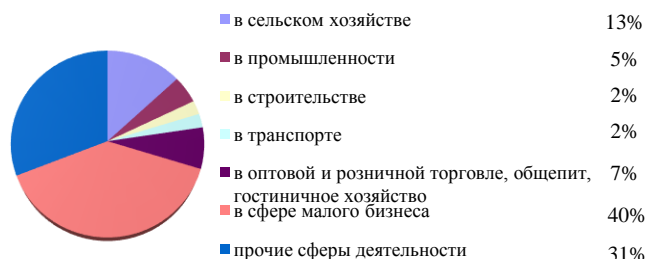 в сельском хозяйстве 13%
в промышленности 5%
в строительстве 2%
в транспорте 2%
в оптовой и розничной торговле, общепит, 7%
гостиничное хозяйство
в сфере малого бизнеса 40%
прочие сферы деятельности 31%